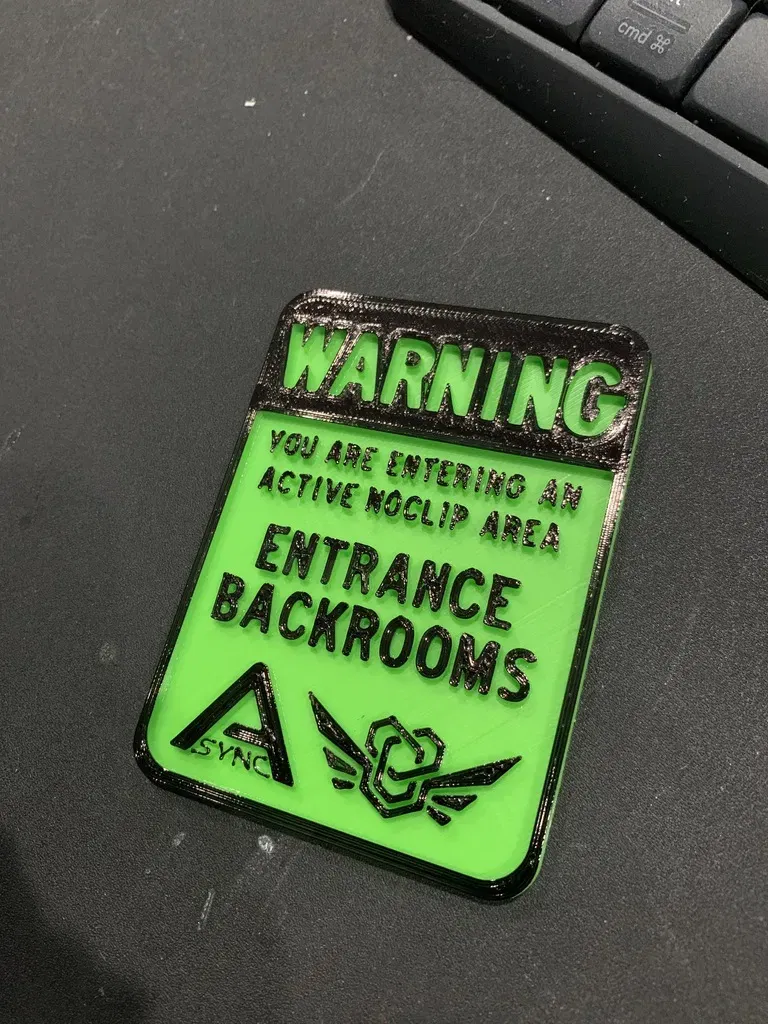 cmd ⌘
WARNING
YOU ARE ENTERING AN
ACTIVE NOCLIP AREA
ENTRANCE
BACKROOMS
A
SYNC